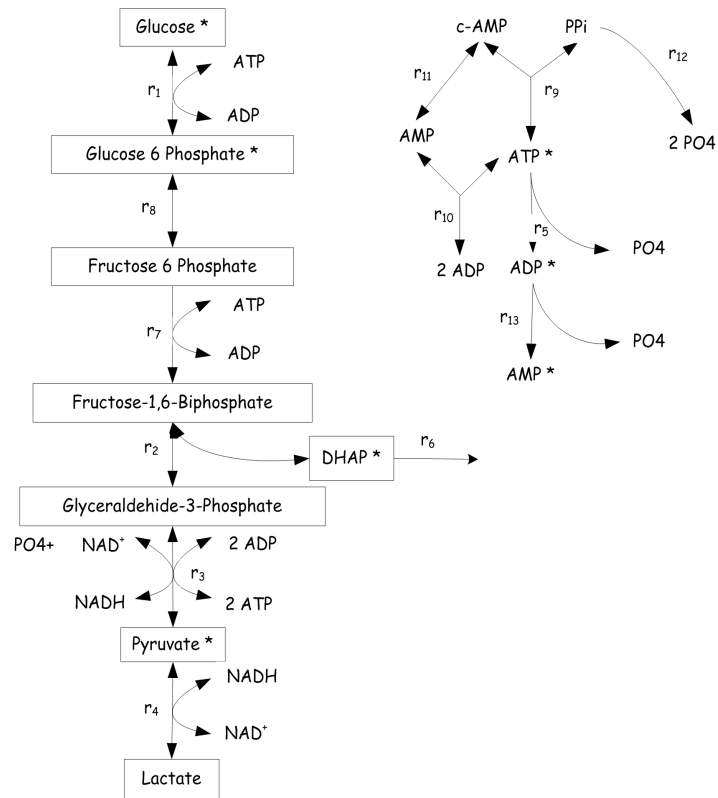 Glucose *
ATP
r1
ADP
Glucose 6 Phosphate *
r8
Fructose 6 Phosphate
ATP
r7
ADP
Fructose-1,6-Biphosphate
r2
DHAP *
r6
Glyceraldehide-3-Phosphate
PO4+ NAD+ 2 ADP
r3
NADH 2 ATP
Pyruvate *
NADH
r4
NAD+
Lactate
c-AMP PPi
r12
r11
r9
AMP
2 PO4
ATP *
r10
r5
PO4
2 ADP ADP *
r13
PO4
AMP *